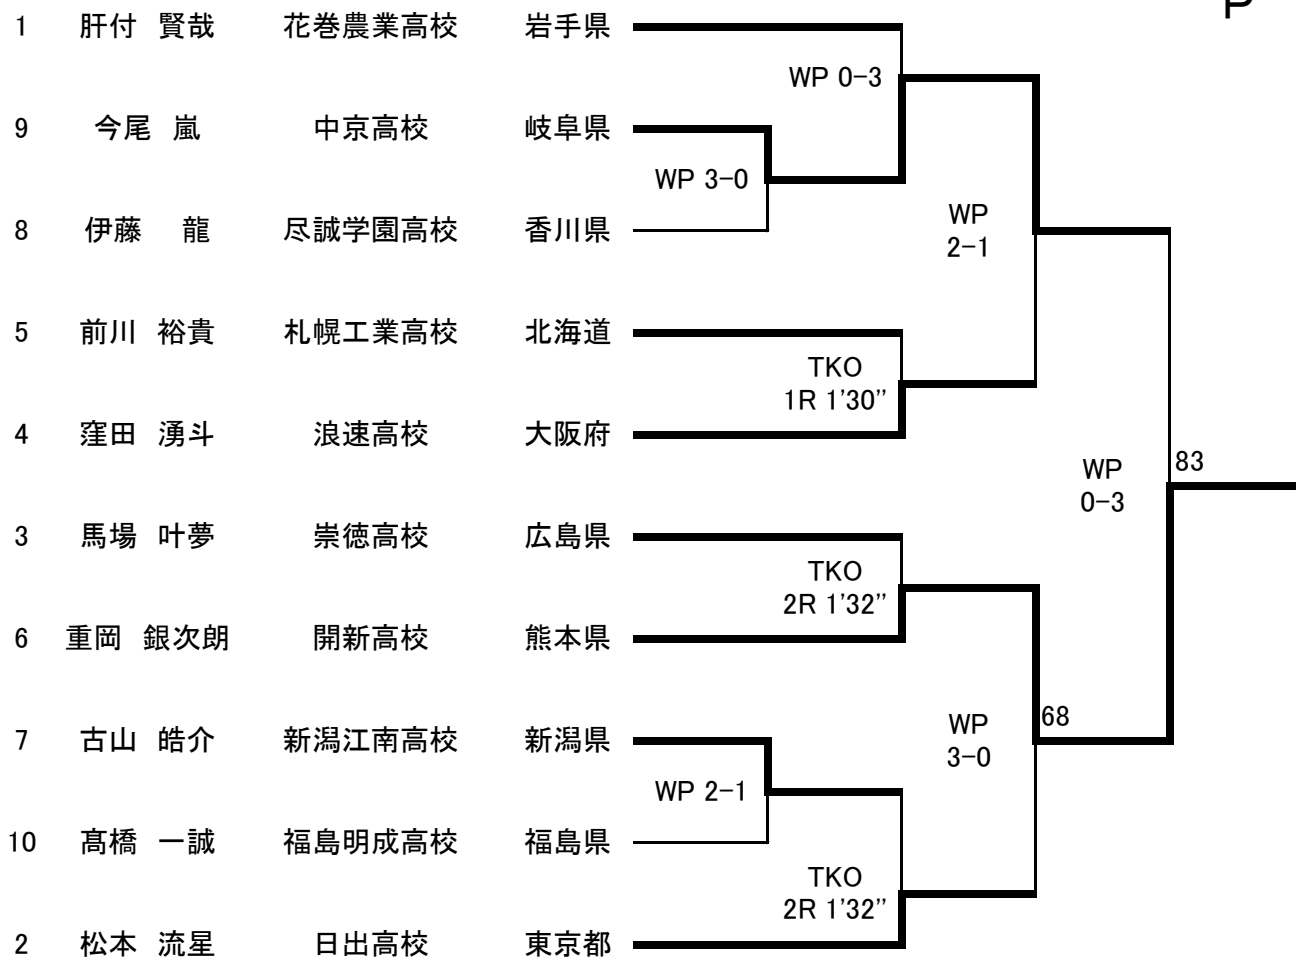 P
1 肝付 賢哉 花巻農業高校 岩手県
WP 0-3
9 今尾 嵐 中京高校 岐阜県
WP 3-0
8 伊藤 龍 尽誠学園高校 香川県
WP
2-1
5 前川 裕貴 札幌工業高校 北海道
TKO
1R 1'30"
4 窪田 湧斗 浪速高校 大阪府
83
WP
0-3
3 馬場 叶夢 崇徳高校 広島県
TKO
2R 1'32"
6 重岡 銀次朗 開新高校 熊本県
68
WP
3-0
7 古山 皓介 新潟江南高校 新潟県
WP 2-1
10 髙橋 一誠 福島明成高校 福島県
TKO
2R 1'32"
2 松本 流星 日出高校 東京都